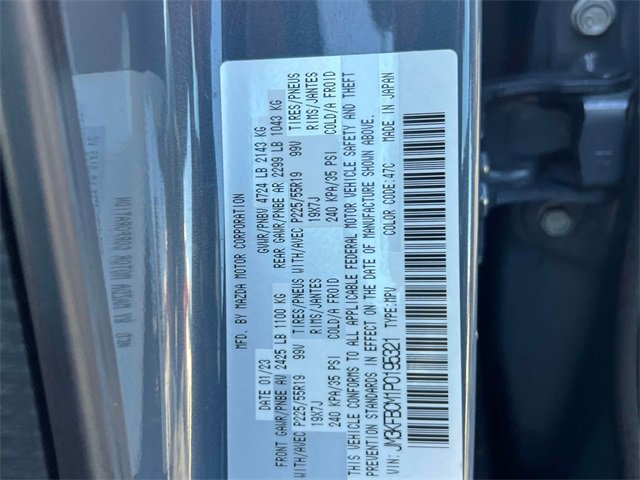 MFD. BY MAZDA MOTOR CORPORATION
DATE 01/23 GVWR/PNBV 4724 LB 2143 KG
FRONT GAWR/PNBE AV 2425 LB 1100 KG REAR GAWR/PNBE AR 2299 LB 1043 KG
WITH/AVEC P225/55R19 99V TIRES/PNEUS WITH/AVEC P225/55R19 99V TIRES/PNEUS
19X7J RIMS/JANTES 19X7J RIMS/JANTES
240 KPA/35 PSI COLD/A FROID 240 KPA/35 PSI COLD/A FROID
THIS VEHICLE CONFORMS TO ALL APPLICABLE FEDERAL MOTOR VEHICLE SAFETY AND THEFT
PREVENTION STANDARDS IN EFFECT ON THE DATE OF MANUFACTURE SHOWN ABOVE.
VIN: JM3KFBCM1P0195321 TYPE:MPV COLOR CODE:47C MADE IN JAPAN